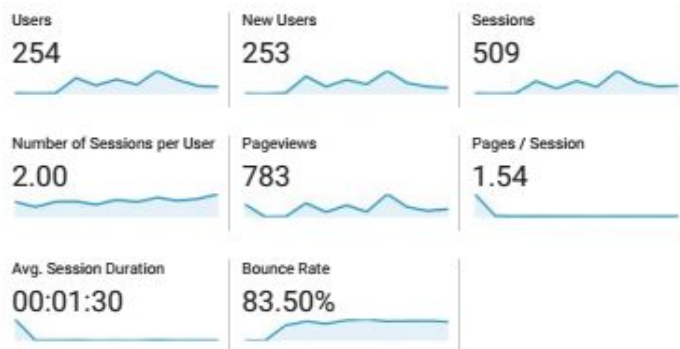 Users
254
New Users
253
Sessions
509
Number of Sessions per User
2.00
Pageviews
783
Pages / Session
1.54
Avg. Session Duration
00:01:30
Bounce Rate
83.50%